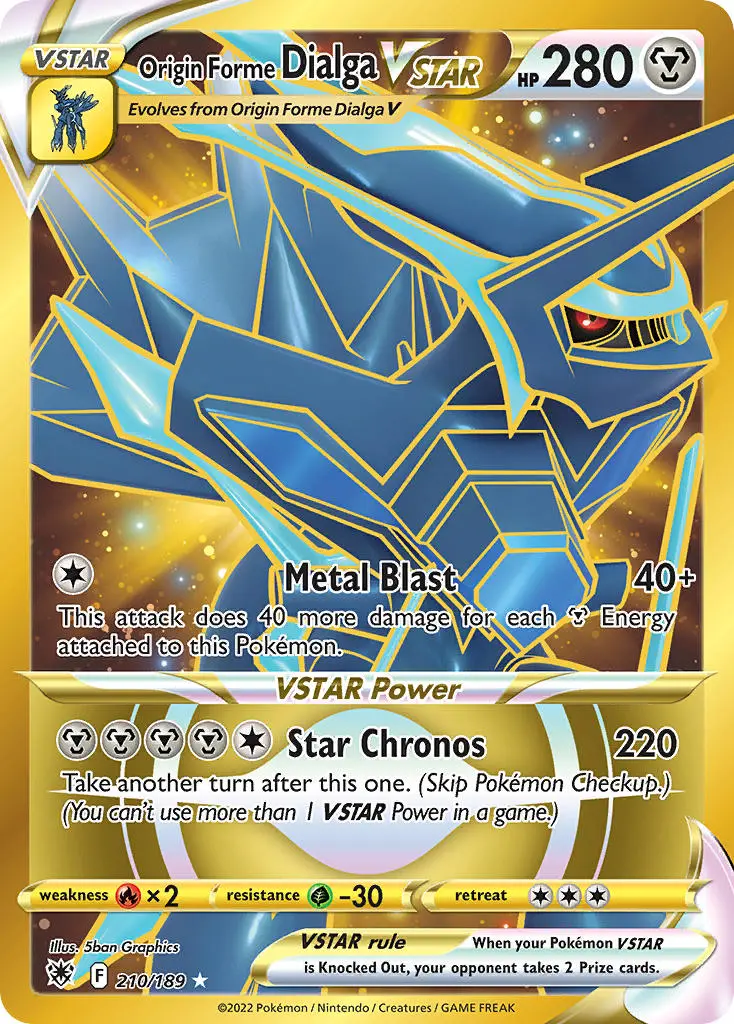 VSTAR
Origin Forme Dialga VSTAR HP 280
Evolves from Origin Forme Dialga V
Metal Blast 40+
This attack does 40 more damage for each Energy
attached to this Pokémon.
VSTAR Power
Star Chronos 220
Take another turn after this one. (Skip Pokémon Checkup.)
(You can't use more than 1 VSTAR Power in a game.)
weakness ×2 resistance -30 retreat
Illus. 5ban Graphics
VSTAR rule When your Pokémon VSTAR
is Knocked Out, your opponent takes 2 Prize cards.
F 210/189
©2022 Pokémon / Nintendo / Creatures / GAME FREAK